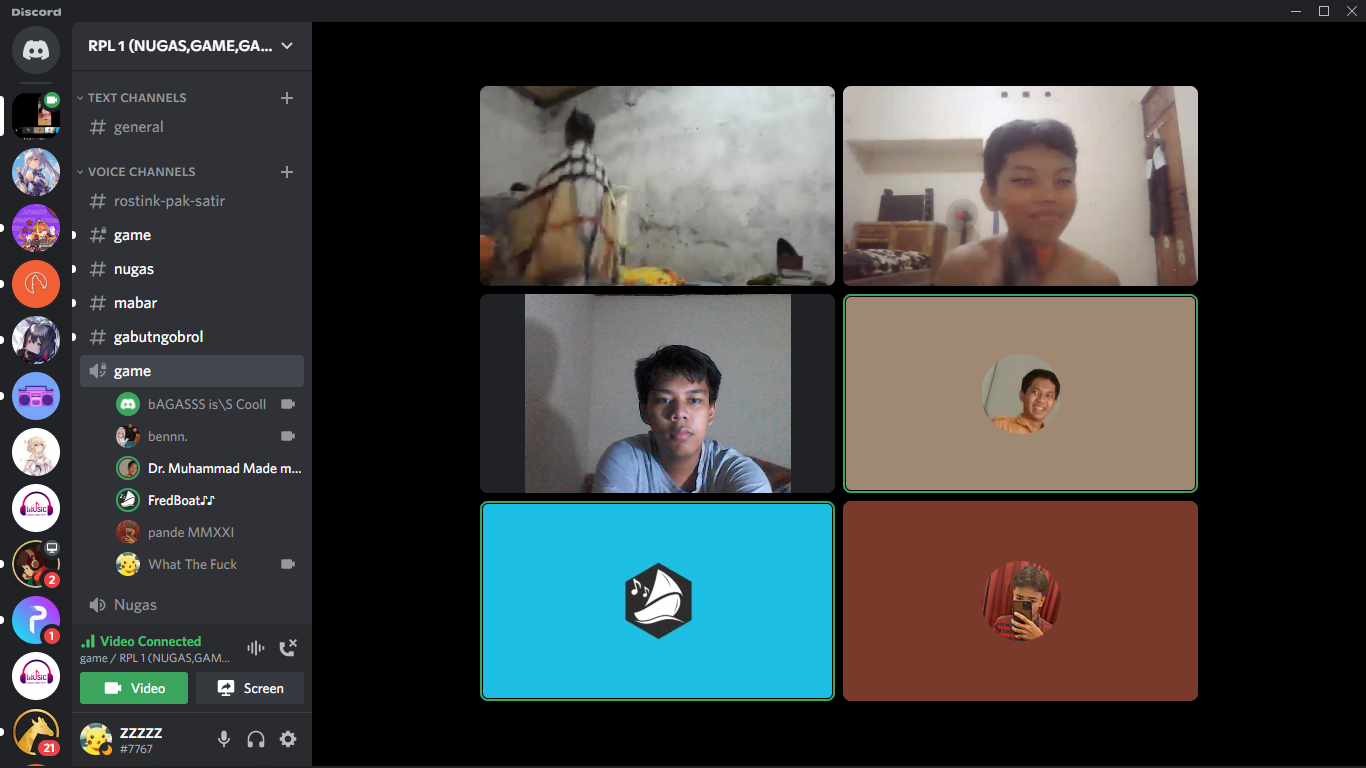 Discord
RPL 1 (NUGAS,GAME,GA...
TEXT CHANNELS
general
VOICE CHANNELS
rostink-pak-satir
game
nugas
mabar
gabutngobrol
game
bAGASSS is\S Cooll
bennn.
Dr. Muhammad Made m...
FredBoat♪♪
pande MMXXI
What The Fuck
Nugas
Video Connected
game / RPL 1 (NUGAS,GAM...
Video
Screen
zzzzz
#7767
MUSIC
2
1
MUSIC
21